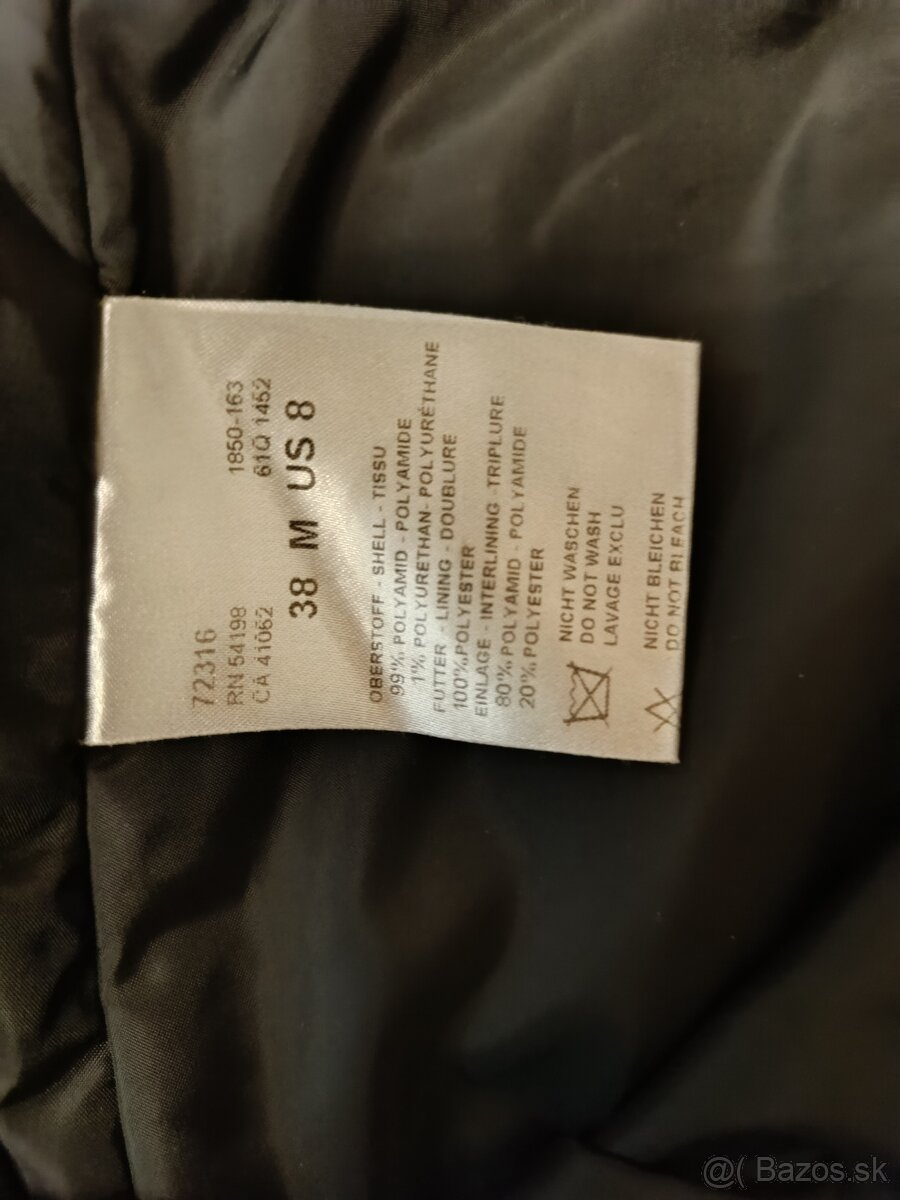 72316
RN 54198 1850-163
CA 41052 61Q 1452
38 M US 8
OBERSTOFF - SHELL - TISSU
99% POLYAMID - POLYAMIDE
1% POLYURETHAN- POLYURÉTHANE
FUTTER - LINING - DOUBLURE
100%POLYESTER
EINLAGE - INTERLINING -TRIPLURE
80% POLYAMID - POLYAMIDE
20% POLYESTER
NICHT WASCHEN
DO NOT WASH
LAVAGE EXCLU
NICHT BLEICHEN
DO NOT BLEACH
@( Bazos.sk